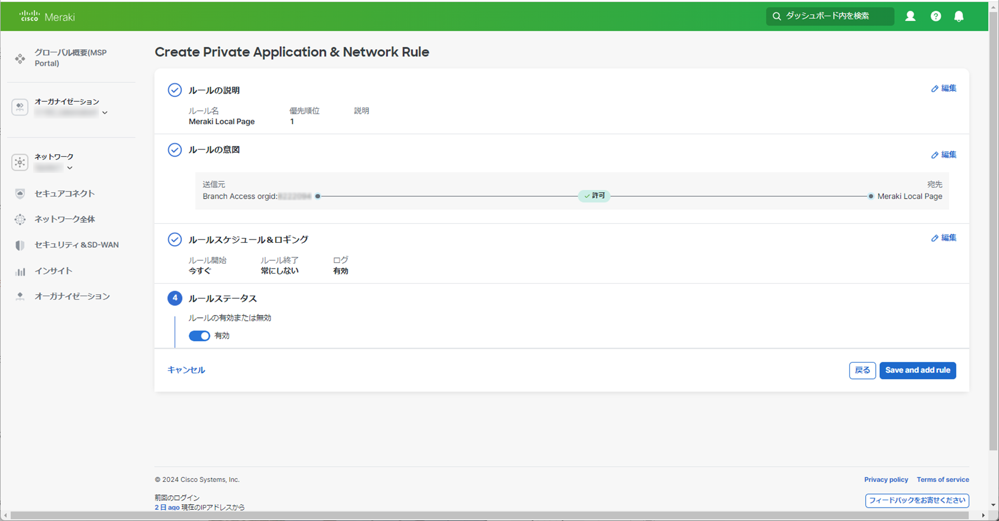 cisco Meraki
ダッシュボード内を検索
グローバル概要(MSP
Portal)
オーガナイゼーション
ネットワーク
セキュアコネクト
ネットワーク全体
セキュリティ&SD-WAN
インサイト
オーガナイゼーション
Create Private Application & Network Rule
ルールの説明
編集
ルール名 優先順位 説明
Meraki Local Page 1
ルールの意図
編集
送信元 宛先
Branch Access orgid: 許可 Meraki Local Page
ルールスケジュール&ロギング
編集
ルール開始 ルール終了 ログ
今すぐ 常にしない 有効
4 ルールステータス
ルールの有効または無効
有効
キャンセル 戻る Save and add rule
© 2024 Cisco Systems, Inc. Privacy policy Terms of service
前回のログイン
フィードバックをお寄せください
2 日 ago 現在のIPアドレスから